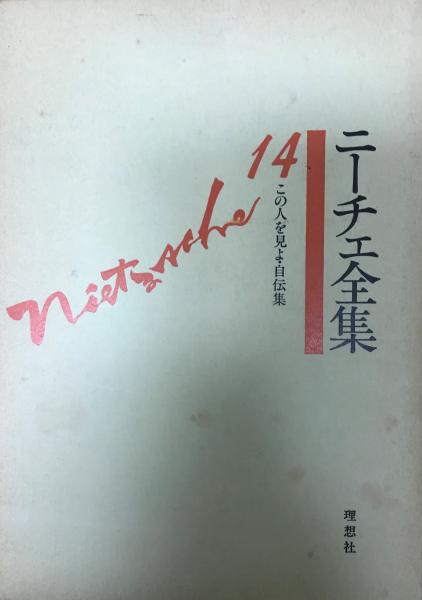 ニーチェ全集
14
この人を見よ・自伝集
Nietzsche
理想社